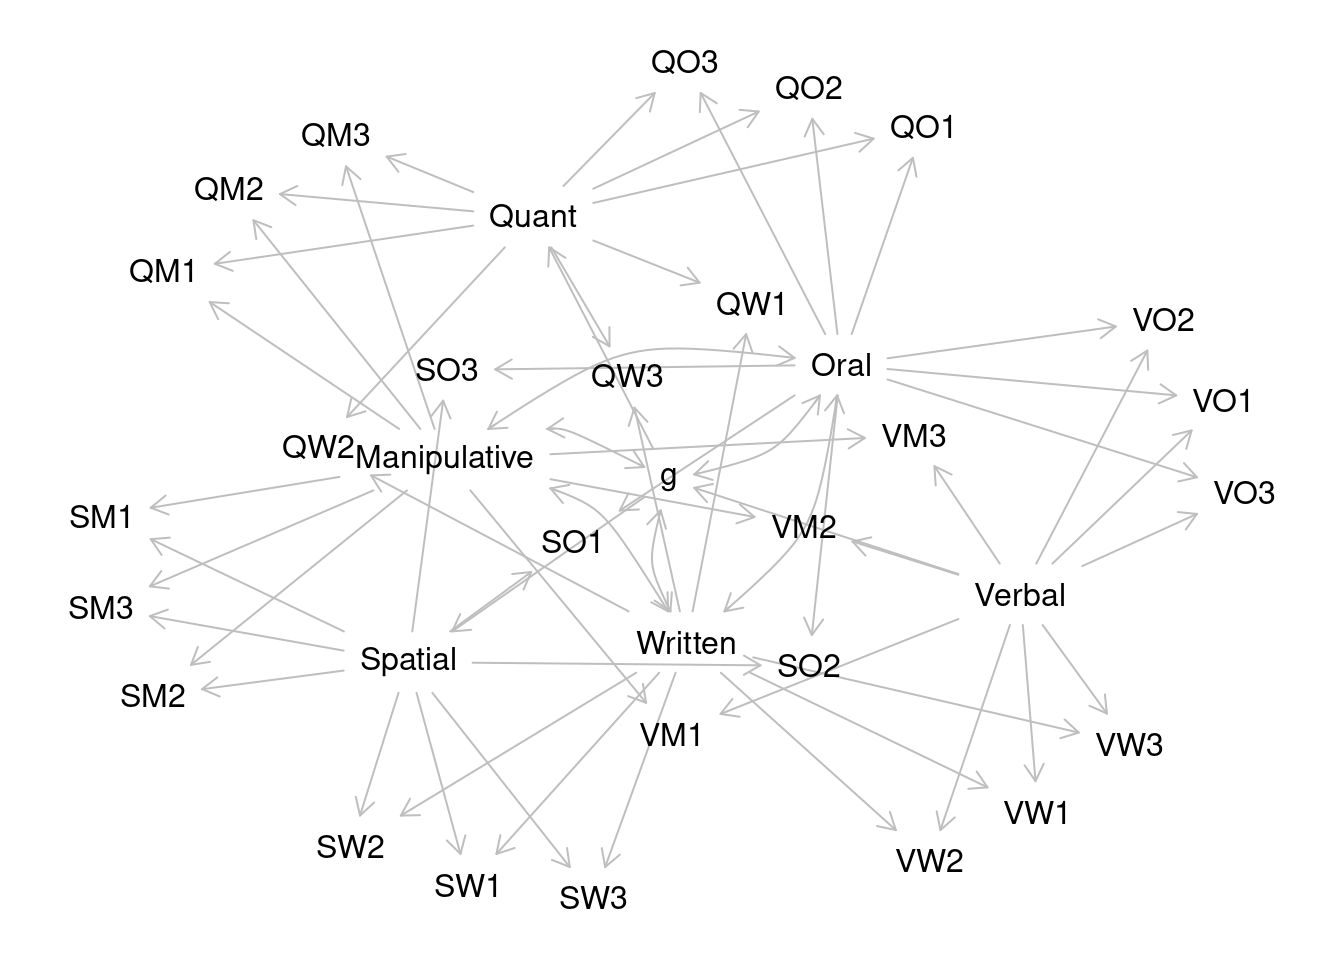 QO3
QO2
QO1
QM3
QM2
Quant
QM1
QW1
VO2
Oral
SO3
QW3
VO1
VM3
QW2
Manipulative
g
VO3
SM1
VM2
SO1
Verbal
SM3
Written
Spatial
SO2
SM2
VM1
VW3
VW1
SW2
VW2
SW1
SW3